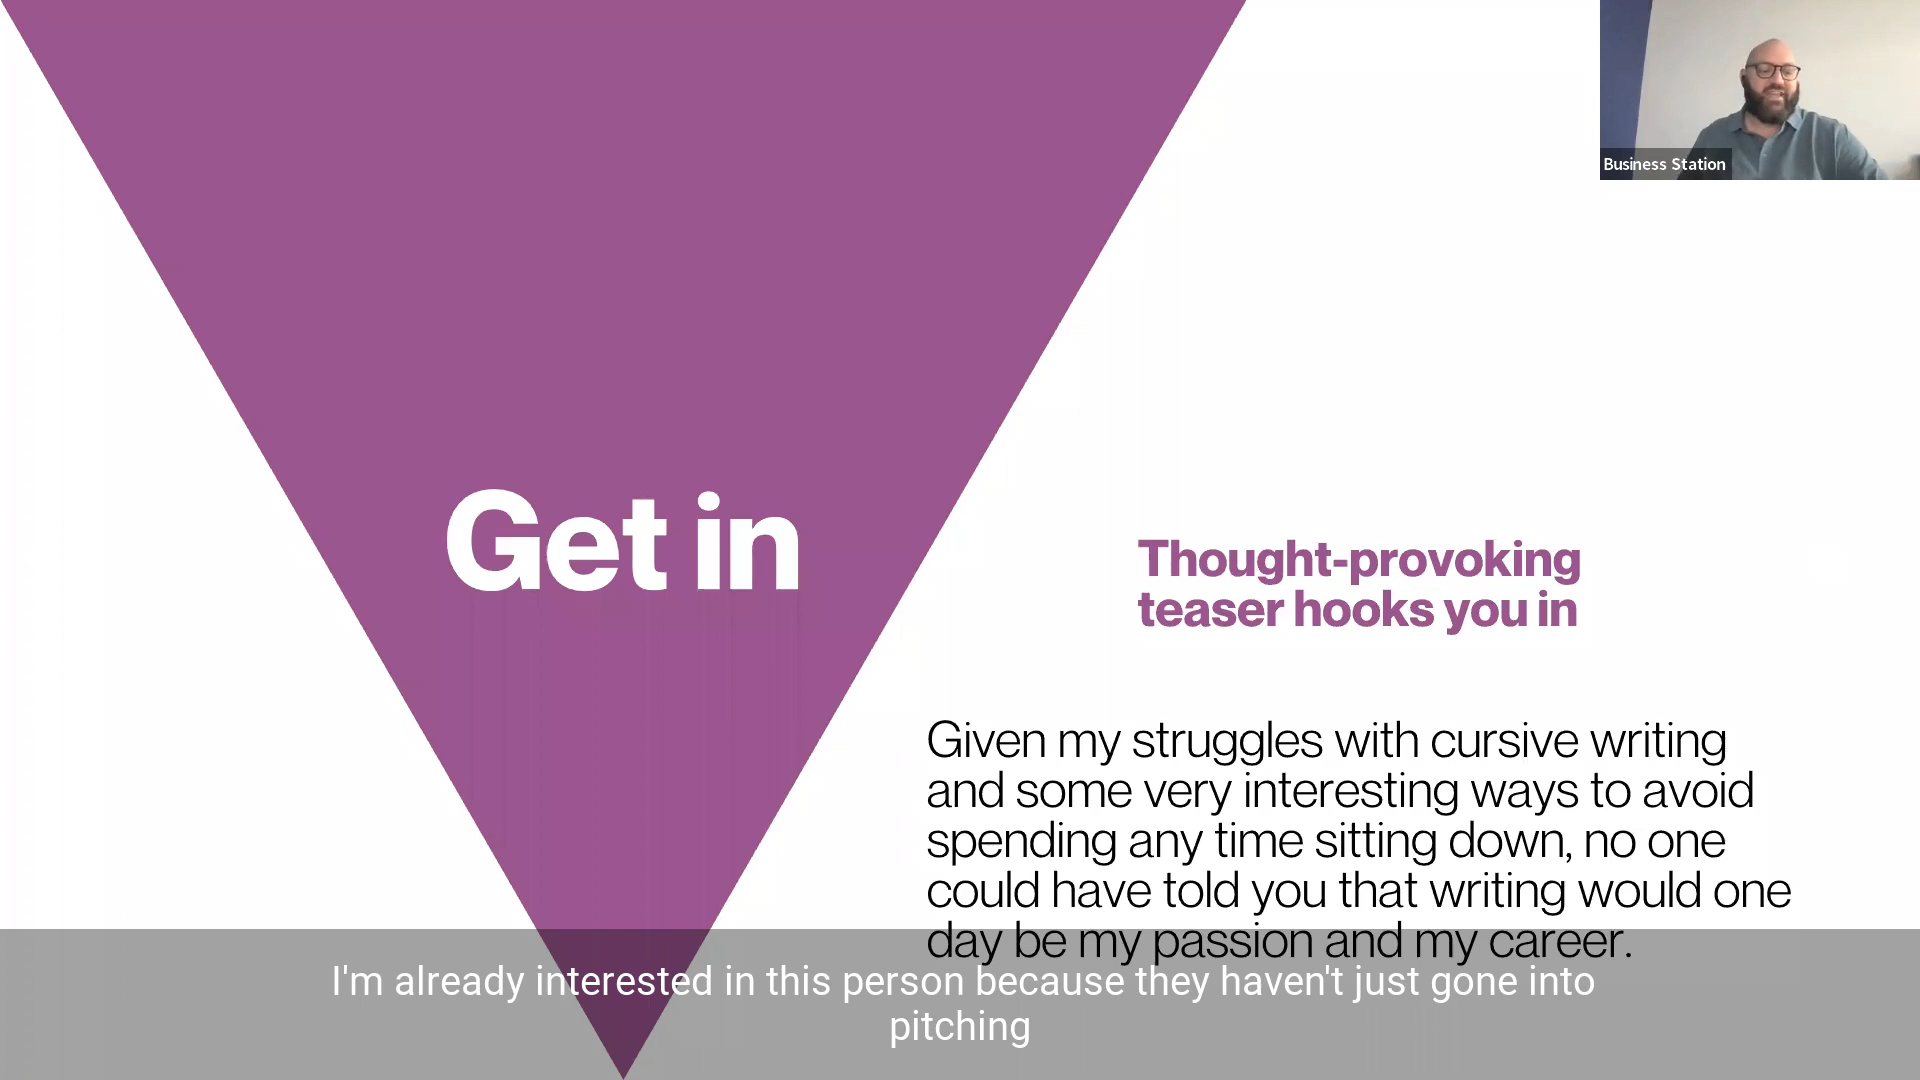 Business Station
Get in
Thought-provoking
teaser hooks you in
Given my struggles with cursive writing
and some very interesting ways to avoid
spending any time sitting down, no one
could have told you that writing would one
day be my passion and my career.
I'm already interested in this person because they haven't just gone into
pitching